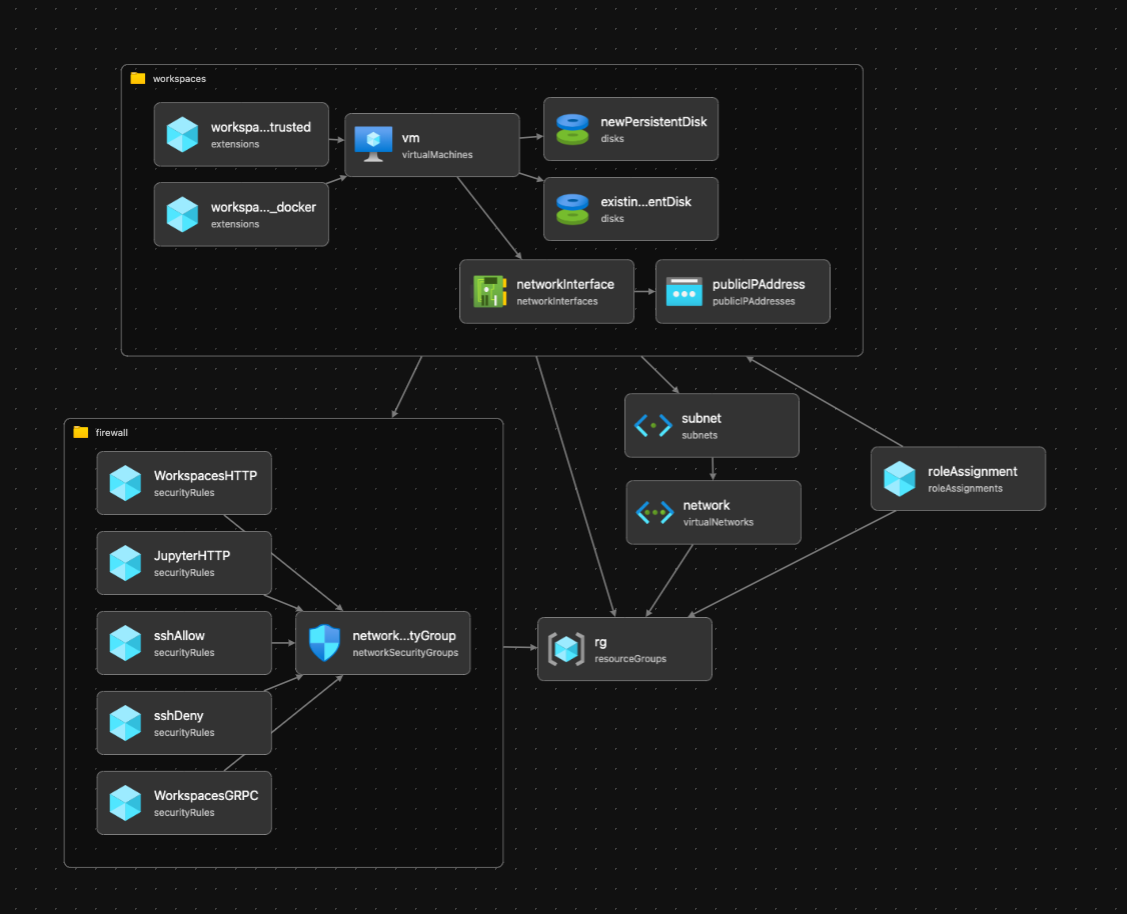 workspaces
workspa...trusted
extensions
workspa..._docker
extensions
vm
virtualMachines
newPersistentDisk
disks
existin...entDisk
disks
networkInterface
networkInterfaces
publicIPAddress
publicIPAddresses
firewall
WorkspacesHTTP
securityRules
JupyterHTTP
securityRules
sshAllow
securityRules
sshDeny
securityRules
WorkspacesGRPC
securityRules
network...tyGroup
networkSecurityGroups
subnet
subnets
network
virtualNetworks
rg
resourceGroups
roleAssignment
roleAssignments